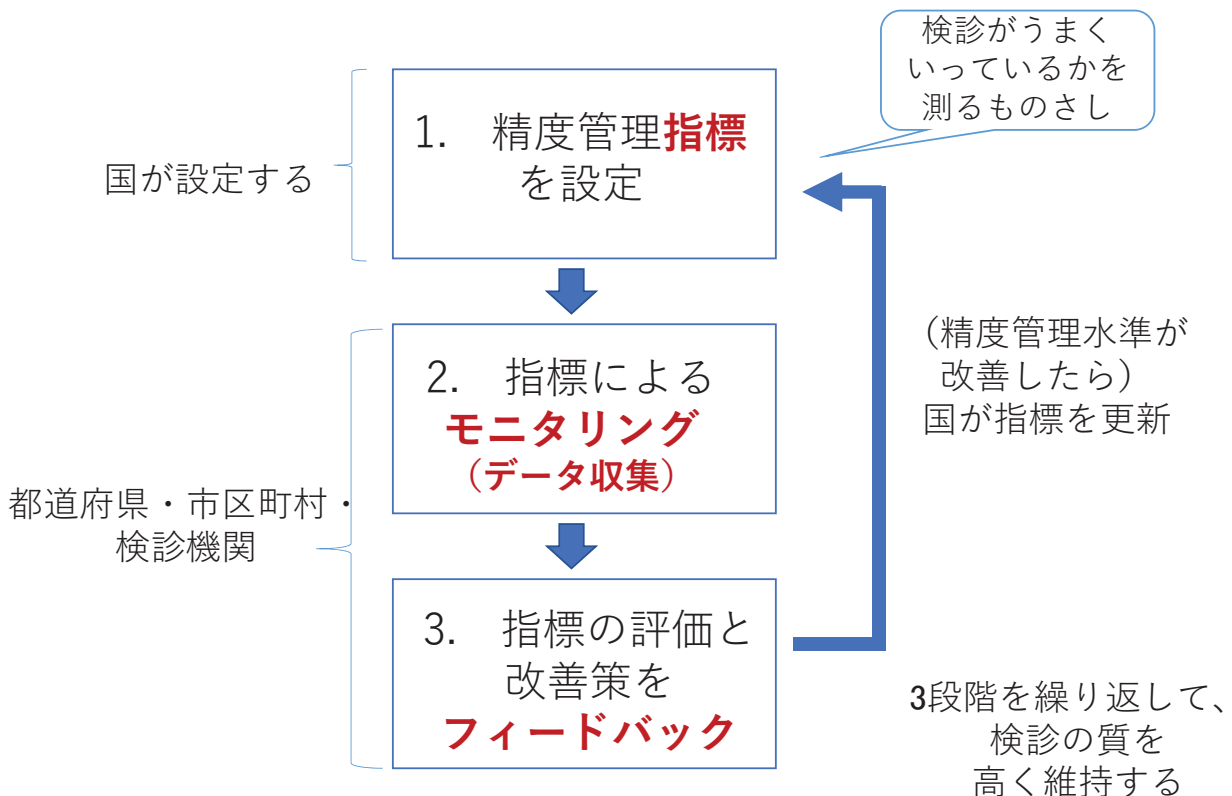 検診がうまく
いっているかを
測るものさし
国が設定する
1. 精度管理指標
を設定
2. 指標による
モニタリング
(データ収集)
都道府県・市区町村・
検診機関
3. 指標の評価と
改善策を
フィードバック
(精度管理水準が
改善したら)
国が指標を更新
3段階を繰り返して、
検診の質を
高く維持する